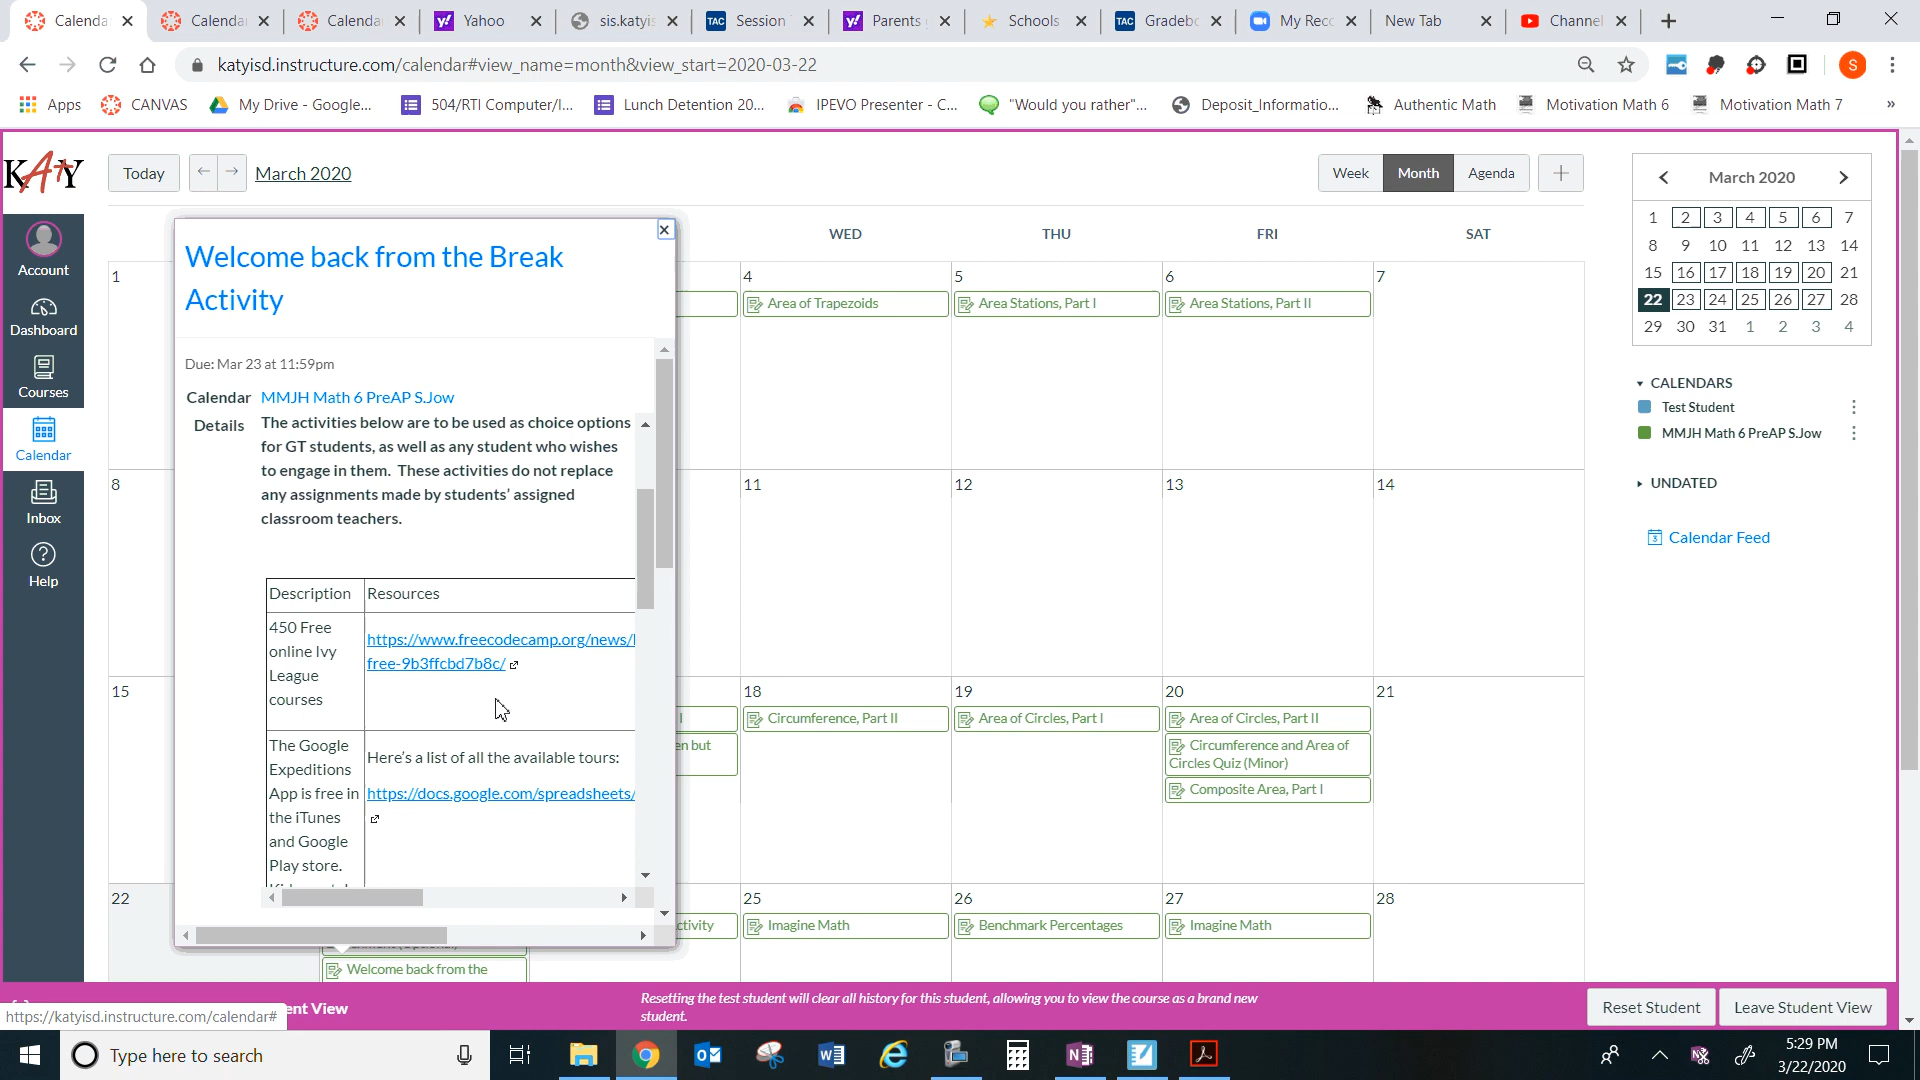 Calenda
Calenda
Calenda
Yahoo
sis.katyis
Session
Parents
Schools
Gradebo
My Rec
New Tab
Channel
katyisd.instructure.com/calendar#view_name=month&view_start=2020-03-22
S
Apps
CANVAS
My Drive - Google...
504/RTI Computer/I...
Lunch Detention 20...
IPEVO Presenter - C...
"Would you rather"...
Deposit_Informatio...
Authentic Math
Motivation Math 6
Motivation Math 7
»
KATY
Today
March 2020
Week
Month
Agenda
March 2020
1 2 3 4 5 6 7
8 9 10 11 12 13 14
15 16 17 18 19 20 21
22 23 24 25 26 27 28
29 30 31 1 2 3 4
Account
Dashboard
Courses
Calendar
Inbox
Help
WED
THU
FRI
SAT
Welcome back from the Break
Activity
Due: Mar 23 at 11:59pm
Calendar MMJH Math 6 PreAP S.Jow
Details
The activities below are to be used as choice options
for GT students, as well as any student who wishes
to engage in them. These activities do not replace
any assignments made by students' assigned
classroom teachers.
Description
Resources
450 Free
online Ivy
League
courses
https://www.freecodecamp.org/news/
free-9b3ffcbd7b8c/
The Google
Expeditions
App is free in
the iTunes
and Google
Play store.
Here's a list of all the available tours:
https://docs.google.com/spreadsheets/
1
4
Area of Trapezoids
5
Area Stations, Part I
6
Area Stations, Part II
7
8
11
12
13
14
15
en but
18
Circumference, Part II
19
Area of Circles, Part I
20
Area of Circles, Part II
Circumference and Area of
Circles Quiz (Minor)
Composite Area, Part I
21
22
Welcome back from the
ctivity
25
Imagine Math
26
Benchmark Percentages
27
Imagine Math
28
CALENDARS
Test Student
MMJH Math 6 PreAP S.Jow
UNDATED
Calendar Feed
ent View
Resetting the test student will clear all history for this student, allowing you to view the course as a brand new
student.
Reset Student
Leave Student View
https://katyisd.instructure.com/calendar#
Type here to search
5:29 PM
3/22/2020